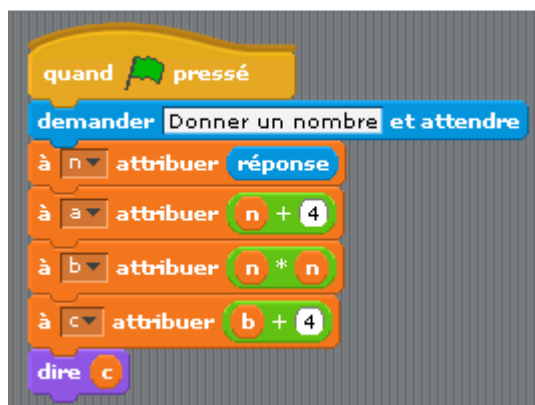 quand pressé
demander Donner un nombre et attendre
à n attribuer réponse
à a attribuer n + 4
à b attribuer n * n
à c attribuer b + 4
dire c